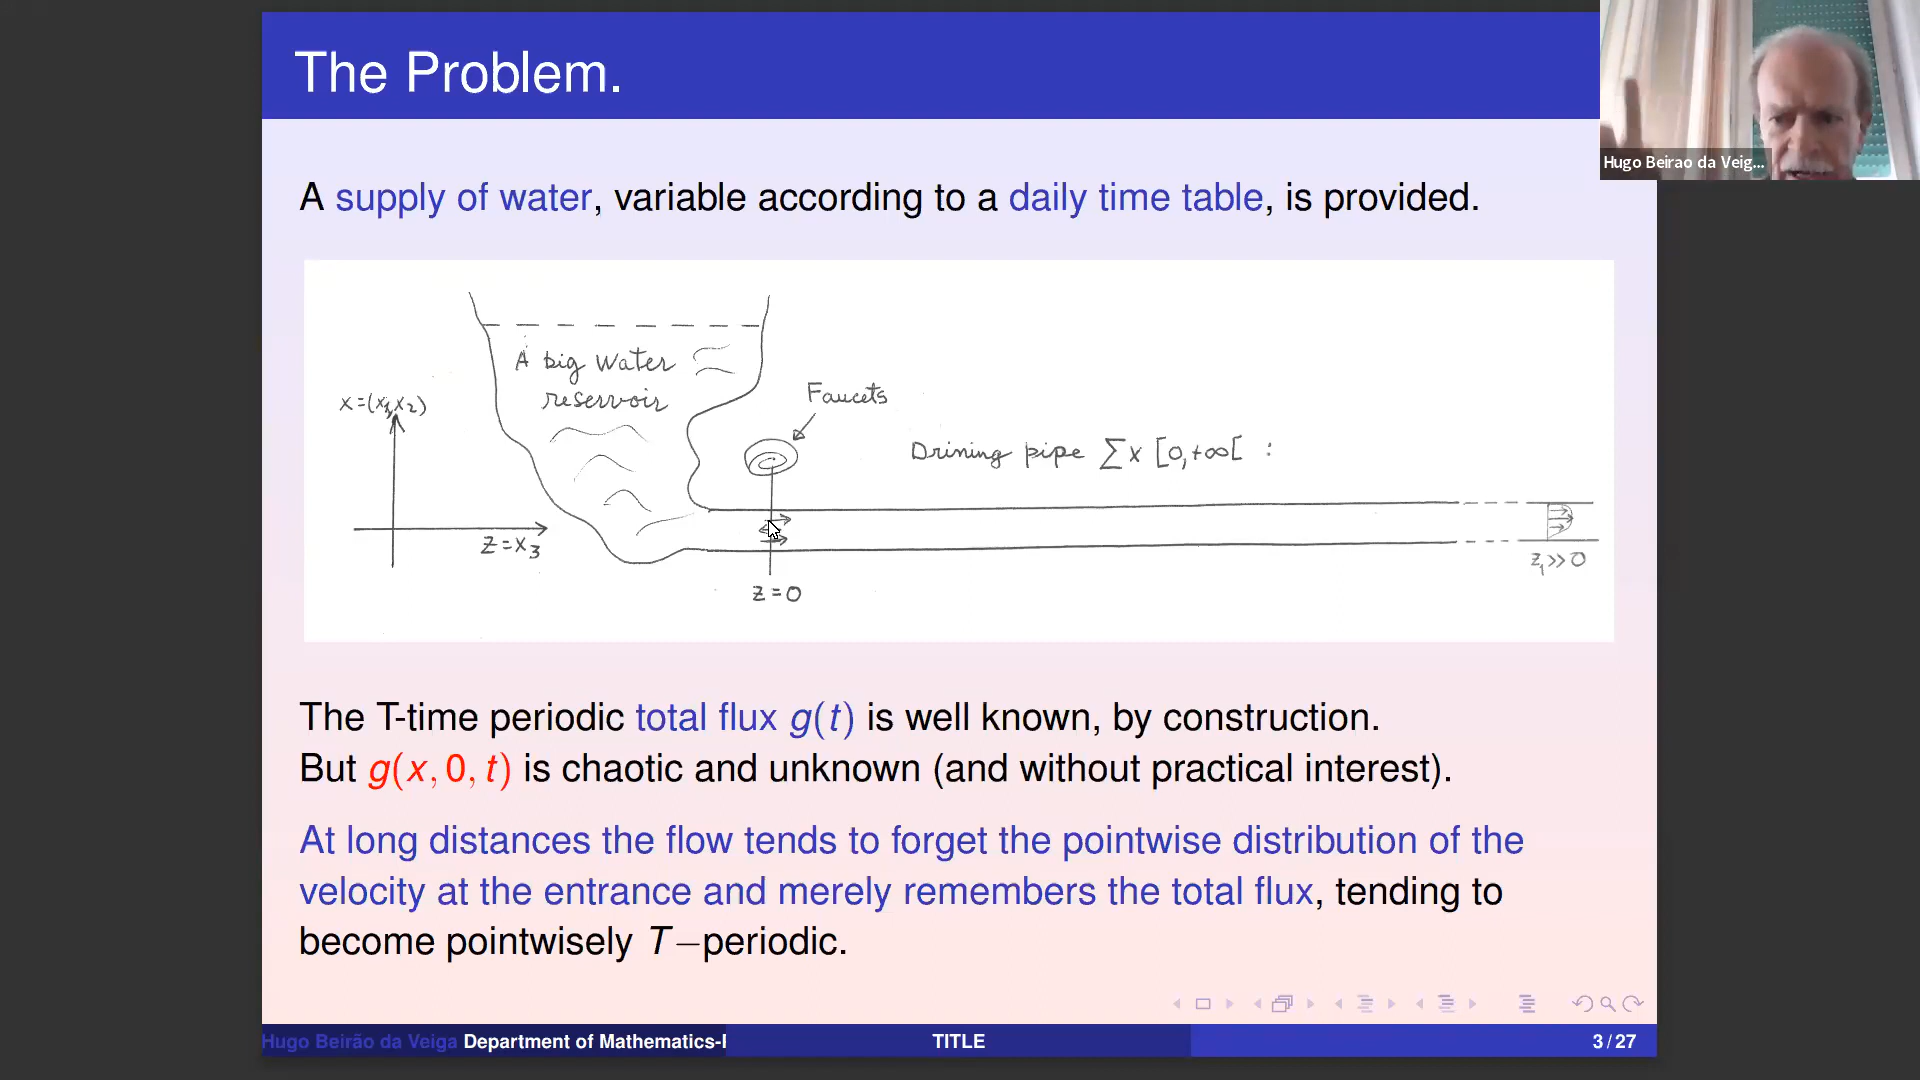 The Problem.
Hugo Beirao da Veig...
A supply of water, variable according to a daily time table, is provided.
A big Water
reservoir
Faucets
x=(x₁,x₂)
Drining pipe ∑x [0,+∞[ :
z=x₃
z₁>>0
z=0
The T-time periodic total flux g(t) is well known, by construction.
But g(x, 0, t) is chaotic and unknown (and without practical interest).
At long distances the flow tends to forget the pointwise distribution of the
velocity at the entrance and merely remembers the total flux, tending to
become pointwisely T−periodic.
Hugo Beirão da Veiga Department of Mathematics-I TITLE 3/27